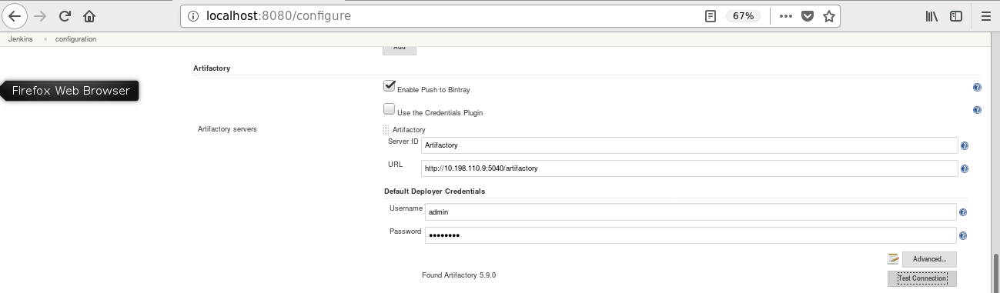 localhost:8080/configure
67%
Jenkins
configuration
Add
Artifactory
Firefox Web Browser
Enable Push to Bintray
Use the Credentials Plugin
Artifactory servers
Artifactory
Server ID
Artifactory
URL
http://10.198.110.9:5040/artifactory
Default Deployer Credentials
Username
admin
Password
••••••••
Advanced...
Found Artifactory 5.9.0
Test Connection